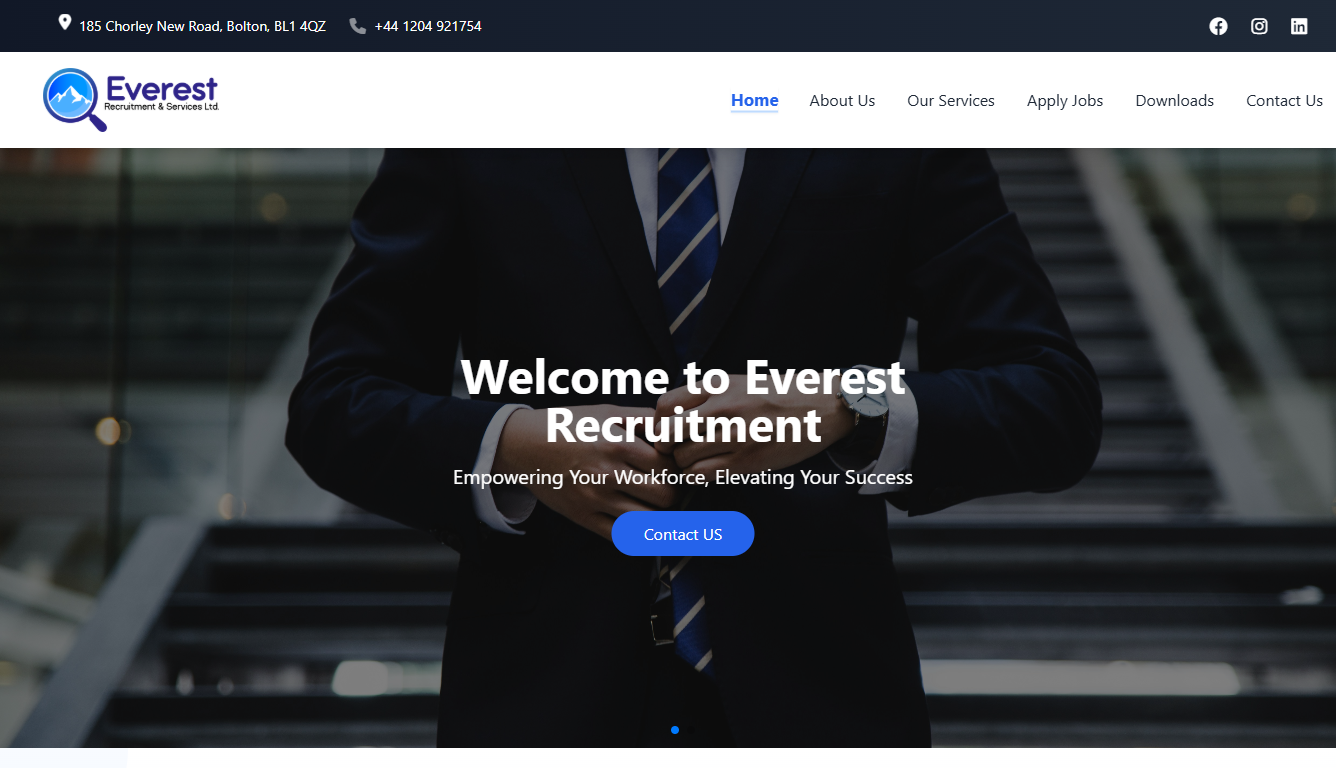 185 Chorley New Road, Bolton, BL1 4QZ
+44 1204 921754
Everest
Recruitment & Services Ltd.
Home
About Us
Our Services
Apply Jobs
Downloads
Contact Us
Welcome to Everest
Recruitment
Empowering Your Workforce, Elevating Your Success
Contact US